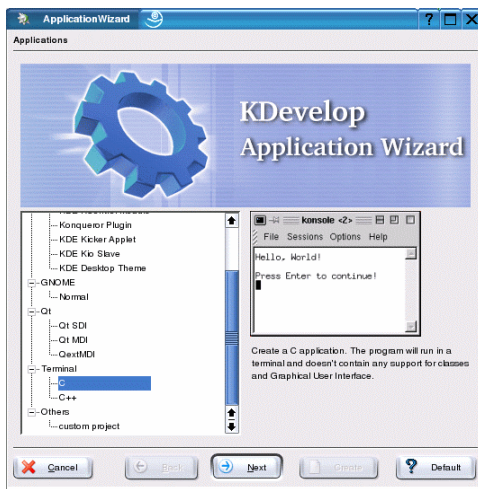 ApplicationWizard
Applications
KDevelop
Application Wizard
Konqueror Plugin
KDE Kicker Applet
KDE Kio Slave
KDE Desktop Theme
GNOME
Normal
Qt
Qt SDI
Qt MDI
QextMDI
Terminal
C
C++
Others
custom project
konsole <2>
File Sessions Options Help
Hello, World!
Press Enter to continue!
Create a C application. The program will run in a
terminal and doesn't contain any support for classes
and Graphical User Interface.
Cancel
Back
Next
Create
Default